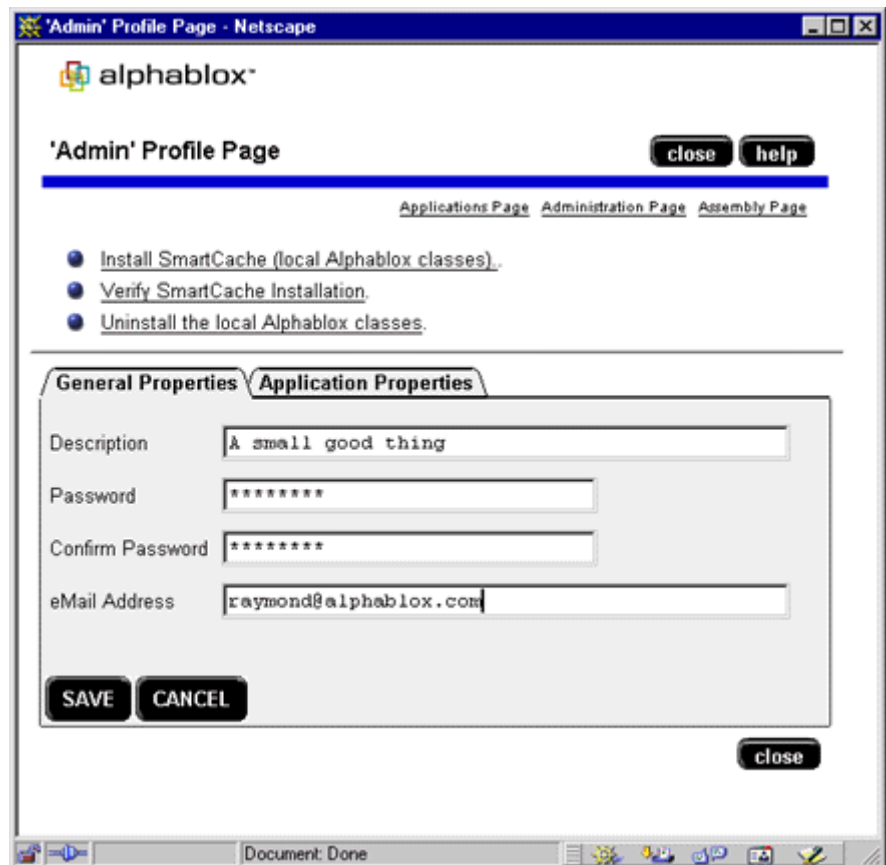 'Admin' Profile Page - Netscape
alphablox™
'Admin' Profile Page
close help
Applications Page Administration Page Assembly Page
Install SmartCache (local Alphablox classes)..
Verify SmartCache Installation.
Uninstall the local Alphablox classes.
General Properties Application Properties
Description A small good thing
Password ********
Confirm Password ********
eMail Address raymond@alphablox.com
SAVE CANCEL
close
Document: Done